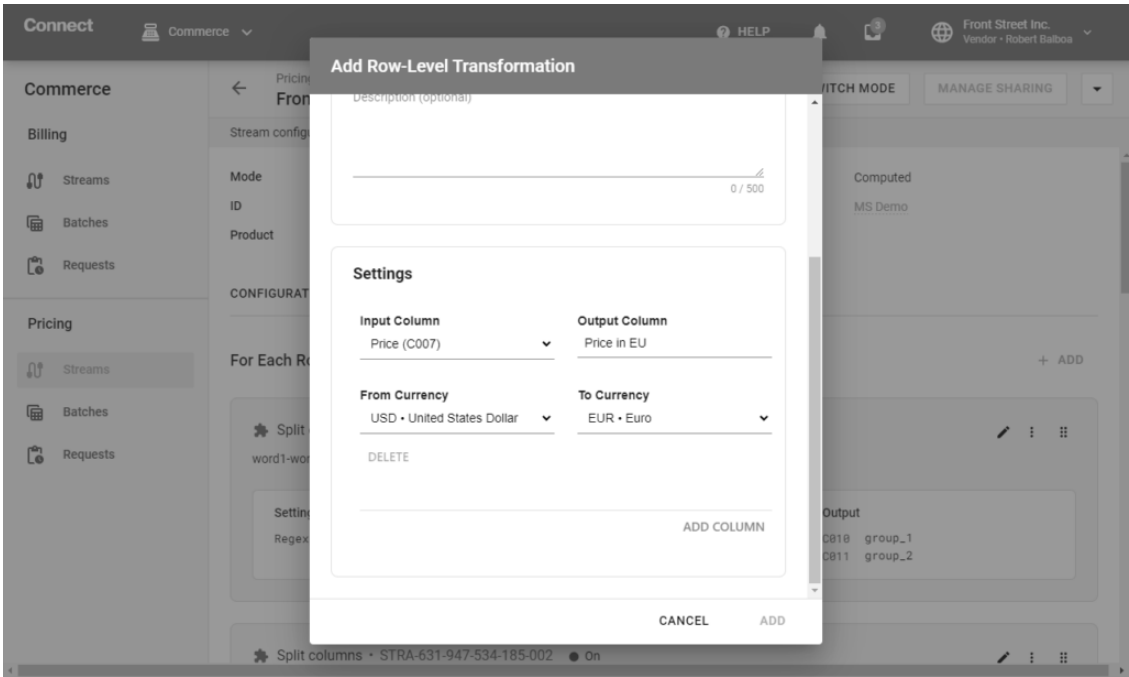 Connect
Commerce
HELP
3
Front Street Inc.
Vendor • Robert Balboa
Commerce
Billing
Streams
Batches
Requests
Pricing
Streams
Batches
Requests
Pricing
Fron
ITCH MODE
MANAGE SHARING
Stream config
Mode
ID
Product
Computed
MS Demo
CONFIGURAT
For Each Ro
+ ADD
Split
word1-wor
Setting
Regex
Output
C010 group_1
C011 group_2
Split columns • STRA-631-947-534-185-002 ● On
Add Row-Level Transformation
Description (optional)
0 / 500
Settings
Input Column
Output Column
Price (C007)
Price in EU
From Currency
To Currency
USD • United States Dollar
EUR • Euro
DELETE
ADD COLUMN
CANCEL
ADD